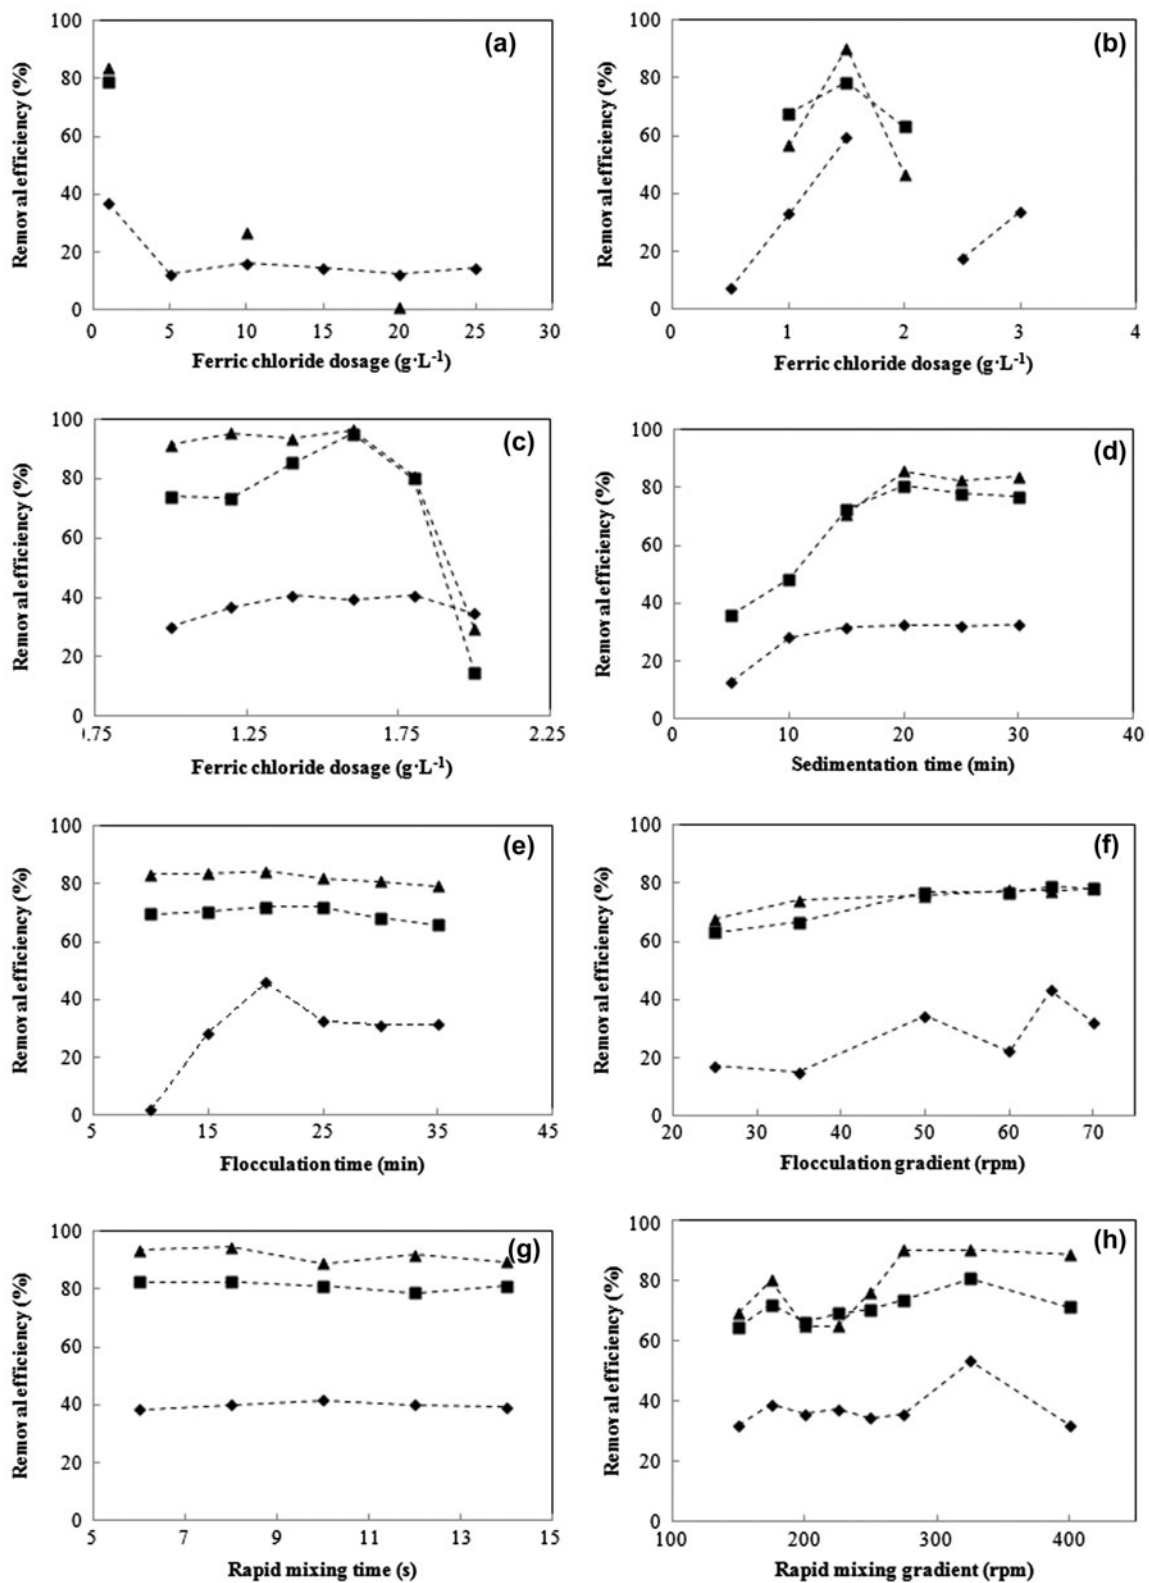 (a)
Removal efficiency (%)
100
80
60
40
20
0
0 5 10 15 20 25 30
Ferric chloride dosage (g·L-1)
(b)
Removal efficiency (%)
100
80
60
40
20
0
0 1 2 3 4
Ferric chloride dosage (g·L-1)
(c)
Removal efficiency (%)
100
80
60
40
20
0
).75 1.25 1.75 2.25
Ferric chloride dosage (g·L-1)
(d)
Removal efficiency (%)
100
80
60
40
20
0
0 10 20 30 40
Sedimentation time (min)
(e)
Removal efficiency (%)
100
80
60
40
20
0
5 15 25 35 45
Flocculation time (min)
(f)
Removal efficiency (%)
100
80
60
40
20
0
20 30 40 50 60 70
Flocculation gradient (rpm)
(g)
Removal efficiency (%)
100
80
60
40
20
0
5 7 9 11 13 15
Rapid mixing time (s)
(h)
Removal efficiency (%)
100
80
60
40
20
0
100 200 300 400
Rapid mixing gradient (rpm)